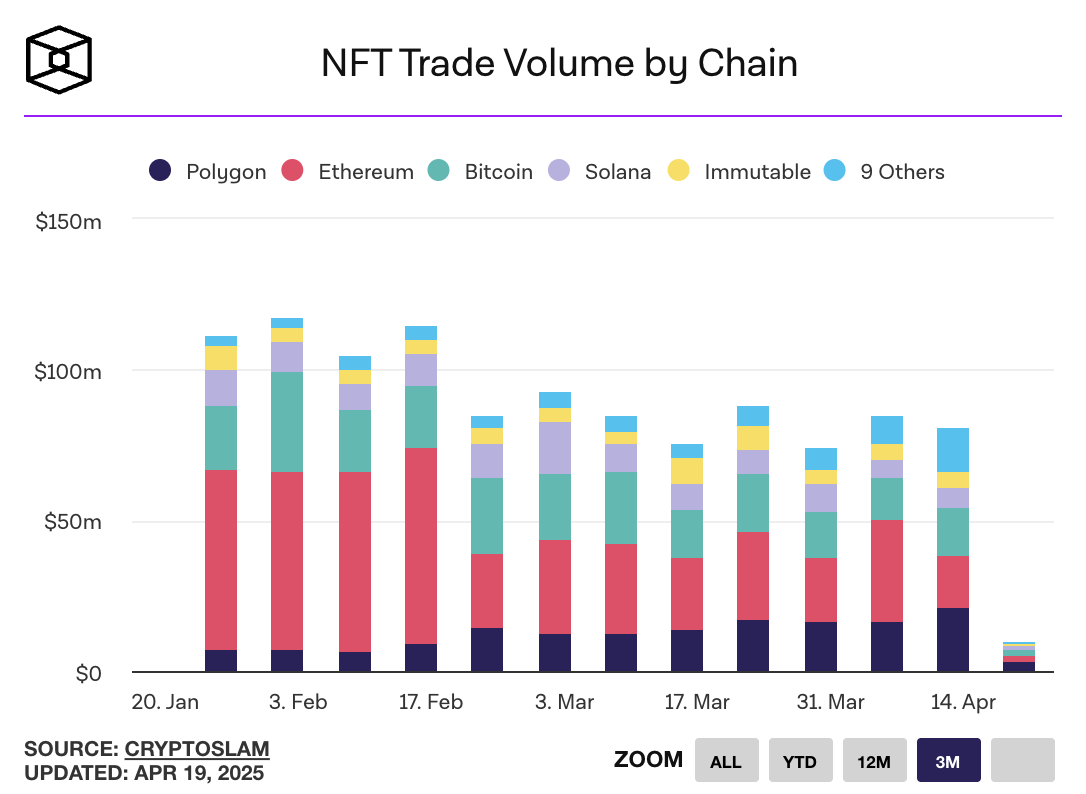 NFT Trade Volume by Chain
Polygon Ethereum Bitcoin Solana Immutable 9 Others
$150m
$100m
$50m
$0
20. Jan 3. Feb 17. Feb 3. Mar 17. Mar 31. Mar 14. Apr
SOURCE: CRYPTOSLAM
UPDATED: APR 19, 2025
ZOOM ALL YTD 12M 3M